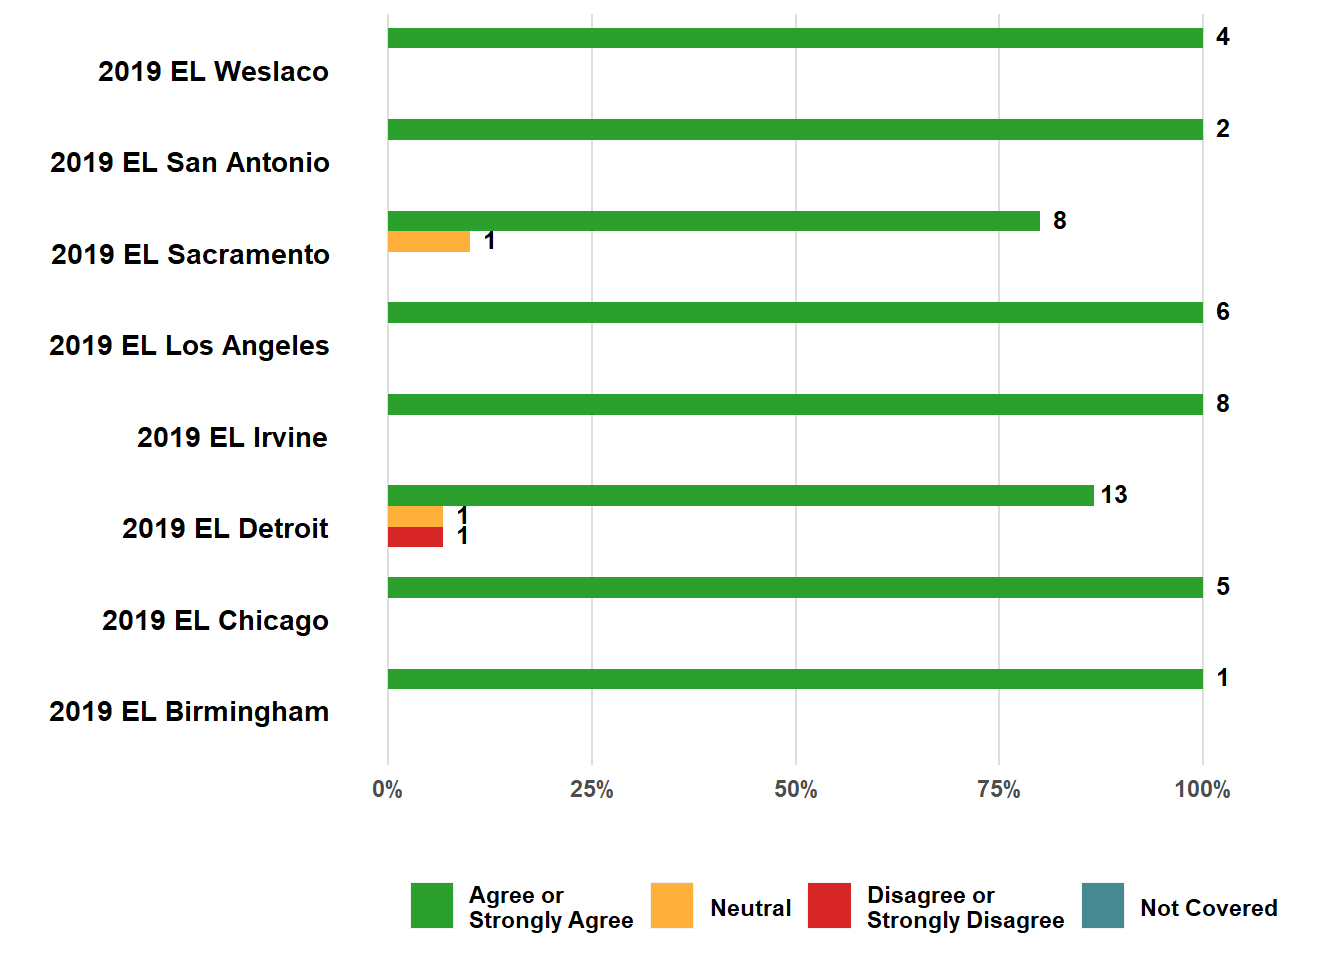 4
2019 EL Weslaco
2
2019 EL San Antonio
8
1
2019 EL Sacramento
6
2019 EL Los Angeles
8
2019 EL Irvine
13
1
2019 EL Detroit
1
5
2019 EL Chicago
1
2019 EL Birmingham
0% 25% 50% 75% 100%
Agree or
Strongly Agree
Neutral
Disagree or
Strongly Disagree
Not Covered